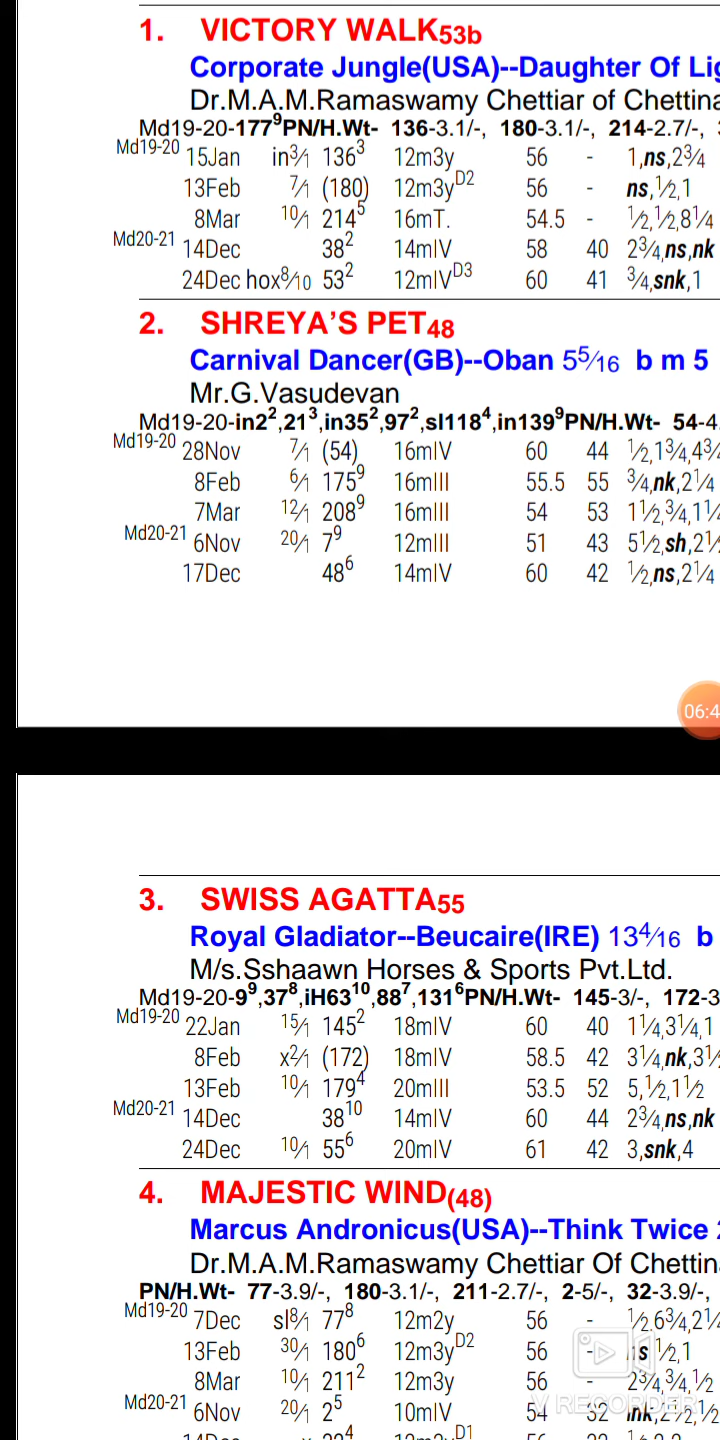 1. VICTORY WALK53b
Corporate Jungle(USA)--Daughter Of Lig
Dr.M.A.M.Ramaswamy Chettiar of Chettina
Md19-20-177⁹PN/H.Wt- 136-3.1/-, 180-3.1/-, 214-2.7/-,
Md19-20 15Jan in3/1 136³ 12m3y 56 - 1,ns,2¾
13Feb 7/1 (180) 12m3yD2 56 - ns,½,1
8Mar 10/1 214⁵ 16mT. 54.5 - ½,½,8¼
Md20-21 14Dec 38² 14mIV 58 40 2¾,ns,nk
24Dec hox8/10 53² 12mIVD3 60 41 ¾,snk,1
2. SHREYA'S PET48
Carnival Dancer(GB)--Oban 5⁵⁄16 b m 5
Mr.G.Vasudevan
Md19-20-in2²,21³,in35²,97²,sl118⁴,in139⁹PN/H.Wt- 54-4
Md19-20 28Nov 7/1 (54) 16mIV 60 44 ½,1¾,4¾
8Feb 6/1 175⁹ 16mIII 55.5 55 ¾,nk,2¼
7Mar 12/1 208⁹ 16mIII 54 53 1½,¾,1¼
Md20-21 6Nov 20/1 7⁹ 12mIII 51 43 5½,sh,2½
17Dec 48⁶ 14mIV 60 42 ½,ns,2¼
06:4
3. SWISS AGATTA55
Royal Gladiator--Beucaire(IRE) 13⁴⁄16 b
M/s.Sshaawn Horses & Sports Pvt.Ltd.
Md19-20-9⁹,37⁸,iH63¹⁰,88⁷,131⁶PN/H.Wt- 145-3/-, 172-3
Md19-20 22Jan 15/1 145² 18mIV 60 40 1¼,3¼,1
8Feb x2/1 (172) 18mIV 58.5 42 3¼,nk,3½
13Feb 10/1 179⁴ 20mIII 53.5 52 5,½,1½
Md20-21 14Dec 38¹⁰ 14mIV 60 44 2¾,ns,nk
24Dec 10/1 55⁶ 20mIV 61 42 3,snk,4
4. MAJESTIC WIND(48)
Marcus Andronicus(USA)--Think Twice
Dr.M.A.M.Ramaswamy Chettiar Of Chettin
PN/H.Wt- 77-3.9/-, 180-3.1/-, 211-2.7/-, 2-5/-, 32-3.9/-,
Md19-20 7Dec sl8/1 77⁸ 12m2y 56 - ½.6¾,2¼
13Feb 30/1 180⁶ 12m3yD2 56 - ns ½,1
8Mar 10/1 211² 12m3y 56 - 2¾,¾,½
V RECORDER
Md20-21 6Nov 20/1 2⁵ 10mIV 54 32 lnk,2½,½